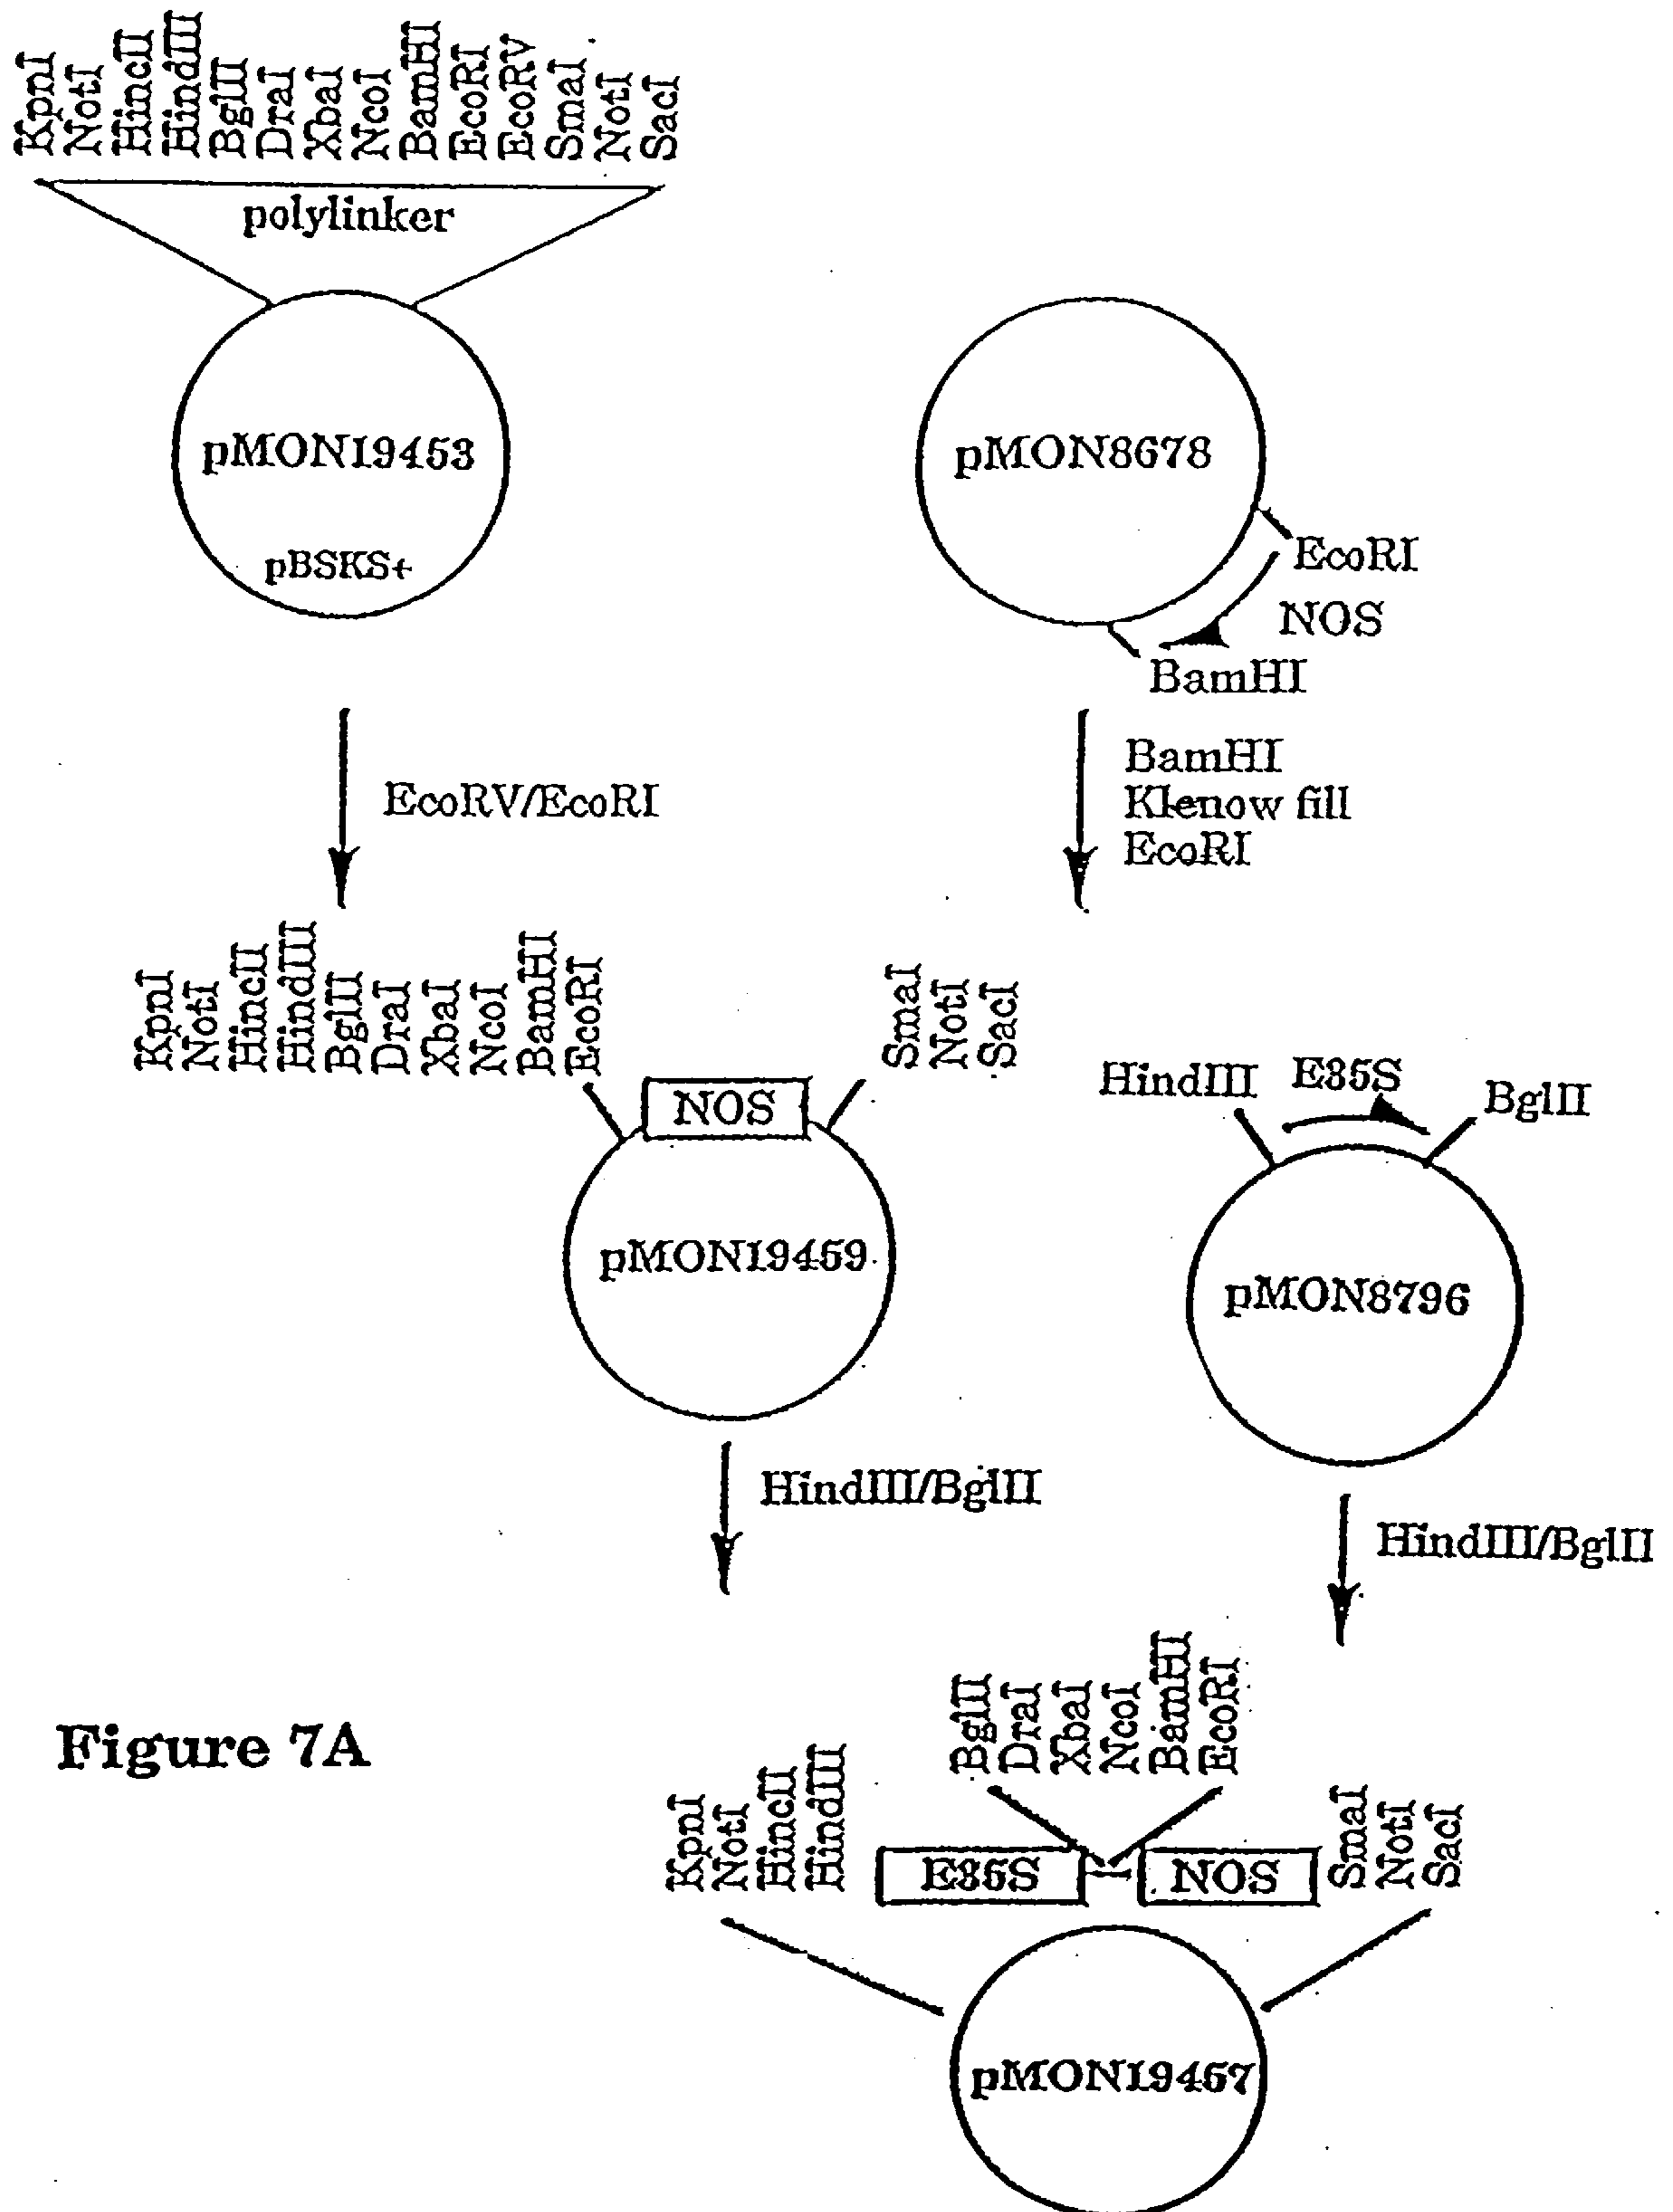 KpnI
NotI
HincII
HindIII
BglII
DraI
XbaI
NcoI
BamHI
EcoRI
EcoRV
SmaI
NotI
SacI
polylinker
pMON19453
pBSKS+
pMON8678
EcoRI
NOS
BamHI
EcoRV/EcoRI
BamHI
Klenow fill
EcoRI
KpnI
NotI
HincII
HindIII
BglII
DraI
XbaI
NcoI
BamHI
EcoRI
NOS
SmaI
NotI
SacI
pMON19459
HindIII
E35S
BglII
pMON8796
HindIII/BglII
HindIII/BglII
Figure 7A
KpnI
NotI
HincII
HindIII
E35S
BglII
DraI
XbaI
NcoI
BamHI
EcoRI
NOS
SmaI
NotI
SacI
pMON19467